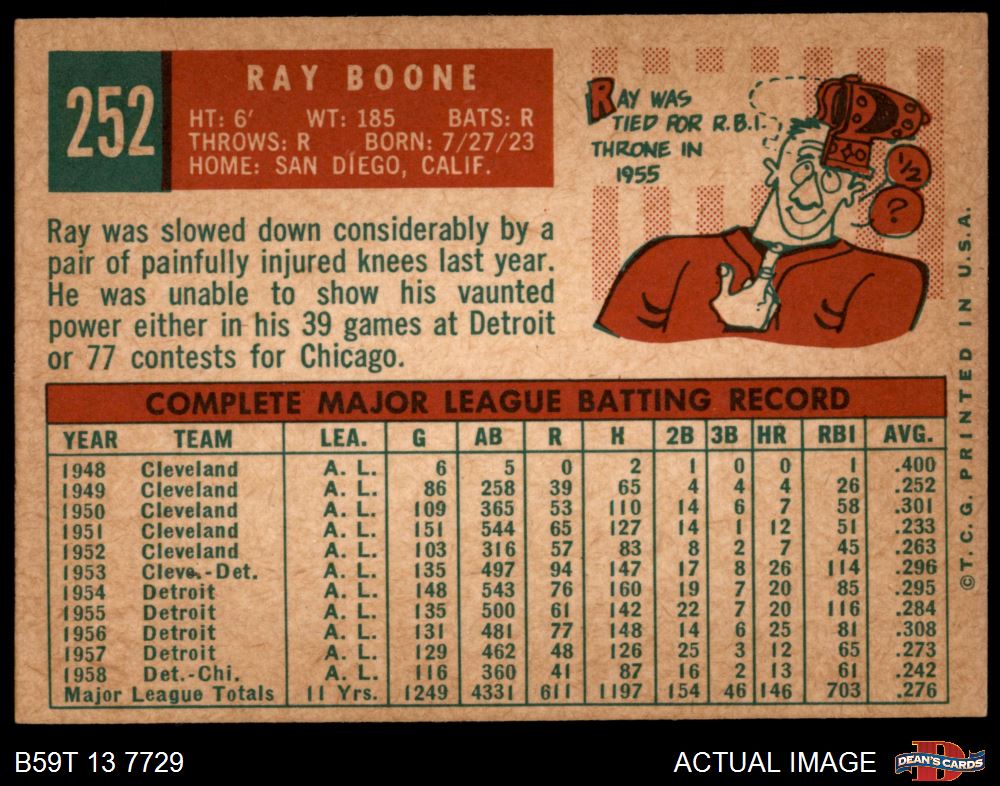 252
RAY BOONE
HT: 6' WT: 185 BATS: R
THROWS: R BORN: 7/27/23
HOME: SAN DIEGO, CALIF.
RAY WAS
TIED FOR R.B.I.
THRONE IN
1955
1/2
?
Ray was slowed down considerably by a
pair of painfully injured knees last year.
He was unable to show his vaunted
power either in his 39 games at Detroit
or 77 contests for Chicago.
COMPLETE MAJOR LEAGUE BATTING RECORD
YEAR TEAM LEA. G AB R H 2B 3B HR RBI AVG.
1948 Cleveland A. L. 6 5 0 2 1 0 0 1 .400
1949 Cleveland A. L. 86 258 39 65 4 4 4 26 .252
1950 Cleveland A. L. 109 365 53 110 14 6 7 58 .301
1951 Cleveland A. L. 151 544 65 127 14 1 12 51 .233
1952 Cleveland A. L. 103 316 57 83 8 2 7 45 .263
1953 Cleve.-Det. A. L. 135 497 94 147 17 8 26 114 .296
1954 Detroit A. L. 148 543 76 160 19 7 20 85 .295
1955 Detroit A. L. 135 500 61 142 22 7 20 116 .284
1956 Detroit A. L. 131 481 77 148 14 6 25 81 .308
1957 Detroit A. L. 129 462 48 126 25 3 12 65 .273
1958 Det.-Chi. A. L. 116 360 41 87 16 2 13 61 .242
Major League Totals 11 Yrs. 1249 4331 611 1197 154 46 146 703 .276
©T.C.G. PRINTED IN U.S.A.
B59T 13 7729
ACTUAL IMAGE
D
DEAN'S CARDS